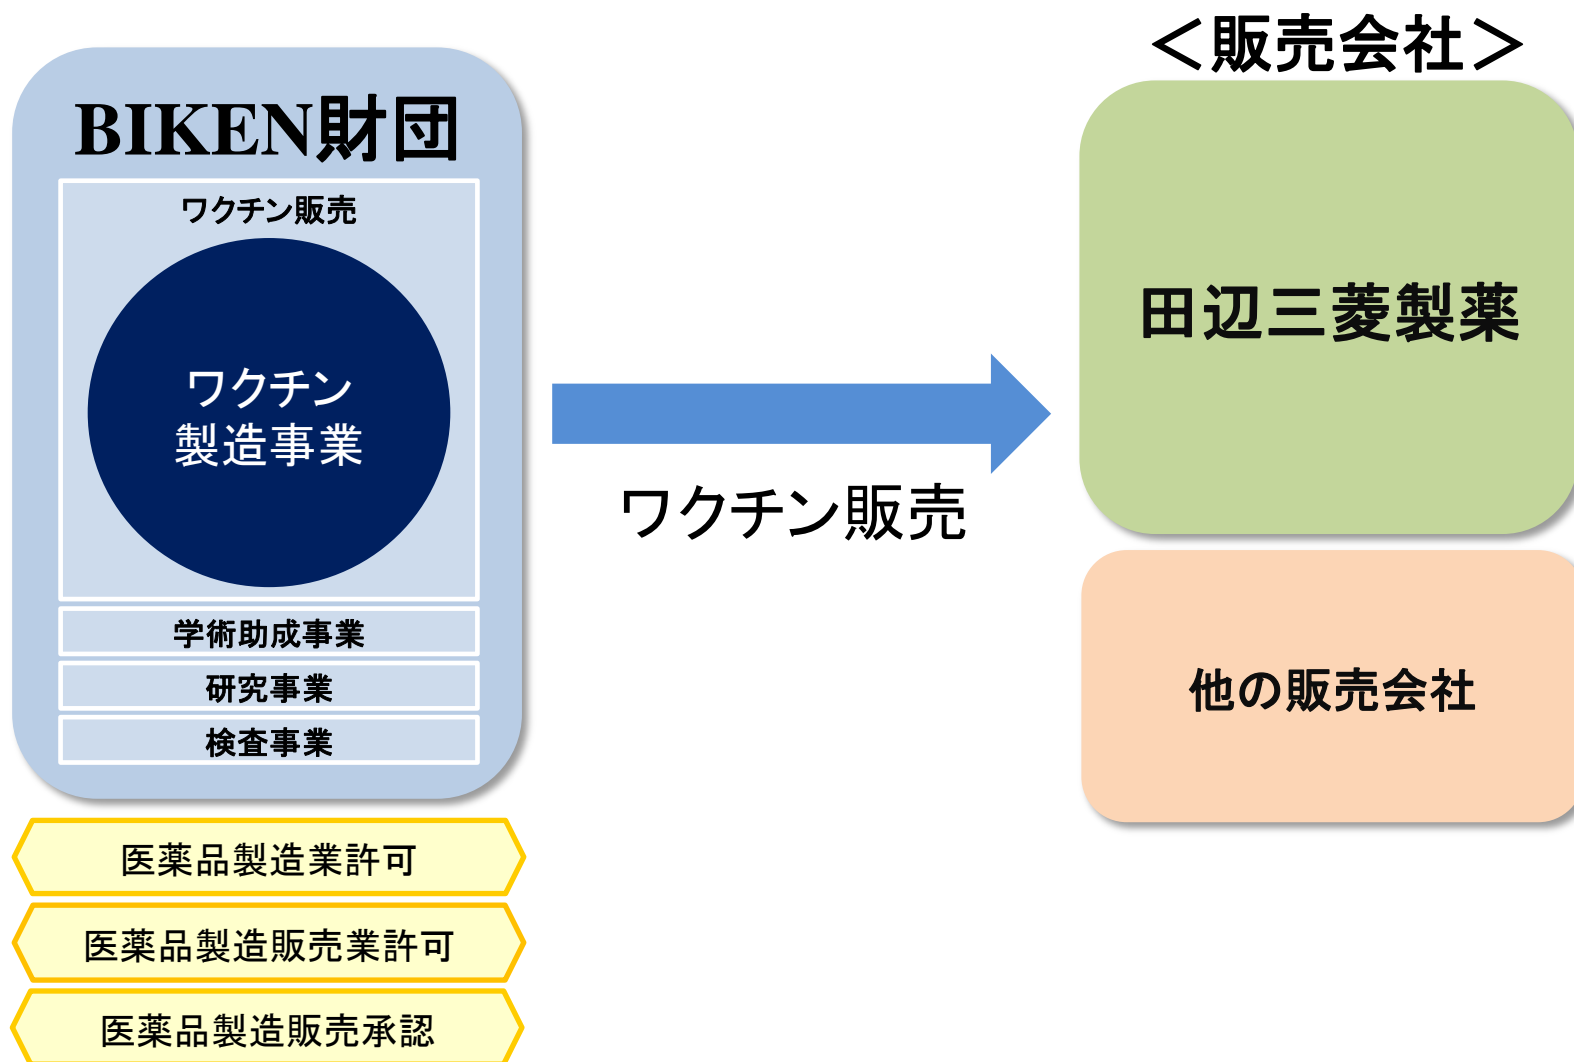 BIKEN財団
ワクチン販売
ワクチン
製造事業
学術助成事業
研究事業
検査事業
医薬品製造業許可
医薬品製造販売業許可
医薬品製造販売承認
ワクチン販売
＜販売会社＞
田辺三菱製薬
他の販売会社